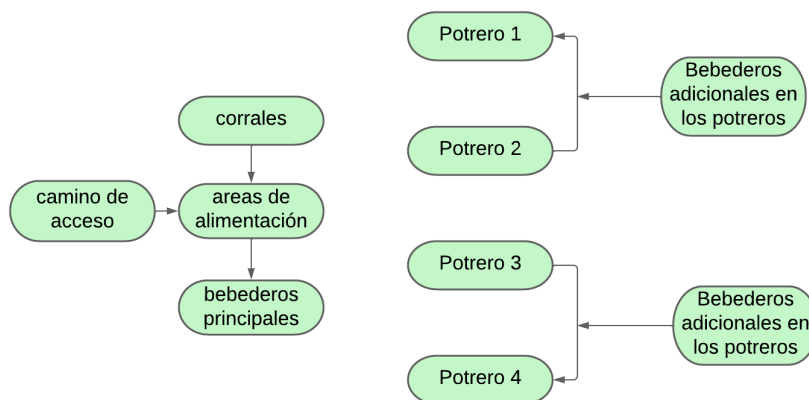 corrales
camino de
acceso
areas de
alimentación
bebederos
principales
Potrero 1
Potrero 2
Bebederos
adicionales en
los potreros
Potrero 3
Potrero 4
Bebederos
adicionales en
los potreros